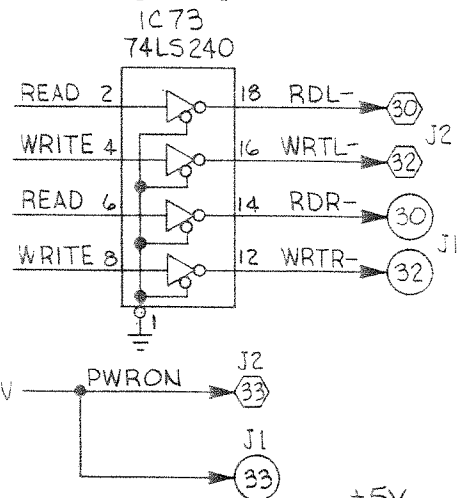 IC73
74LS240
READ 2 18 RDL- 30
J2
WRITE 4 16 WRTL- 32
READ 6 14 RDR- 30
J1
WRITE 8 12 WRTR- 32
1
J2
V PWRON 33
J1
33
+5V